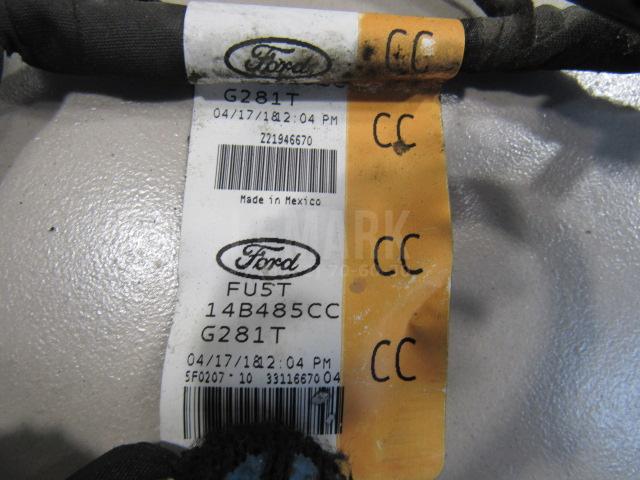 Ford
CC
G281T
04/17/18 12:04 PM
CC
Z21946670
Made in Mexico
Ford
CC
FU5T
14B485CC
G281T
04/17/18 12:04 PM
CC
5F0207 10 33116670 04